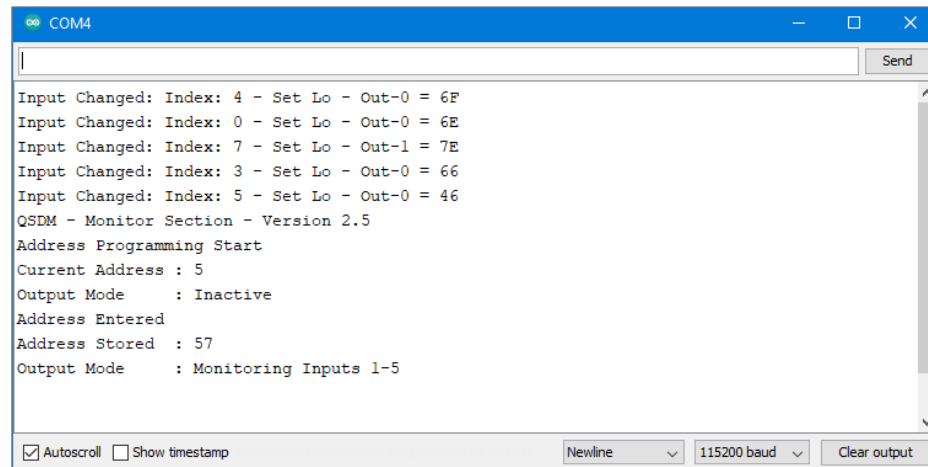 COM4
Send
Input Changed: Index: 4 - Set Lo - Out-0 = 6F
Input Changed: Index: 0 - Set Lo - Out-0 = 6E
Input Changed: Index: 7 - Set Lo - Out-1 = 7E
Input Changed: Index: 3 - Set Lo - Out-0 = 66
Input Changed: Index: 5 - Set Lo - Out-0 = 46
QSDM - Monitor Section - Version 2.5
Address Programming Start
Current Address : 5
Output Mode     : Inactive
Address Entered
Address Stored  : 57
Output Mode     : Monitoring Inputs 1-5
Autoscroll Show timestamp Newline 115200 baud Clear output